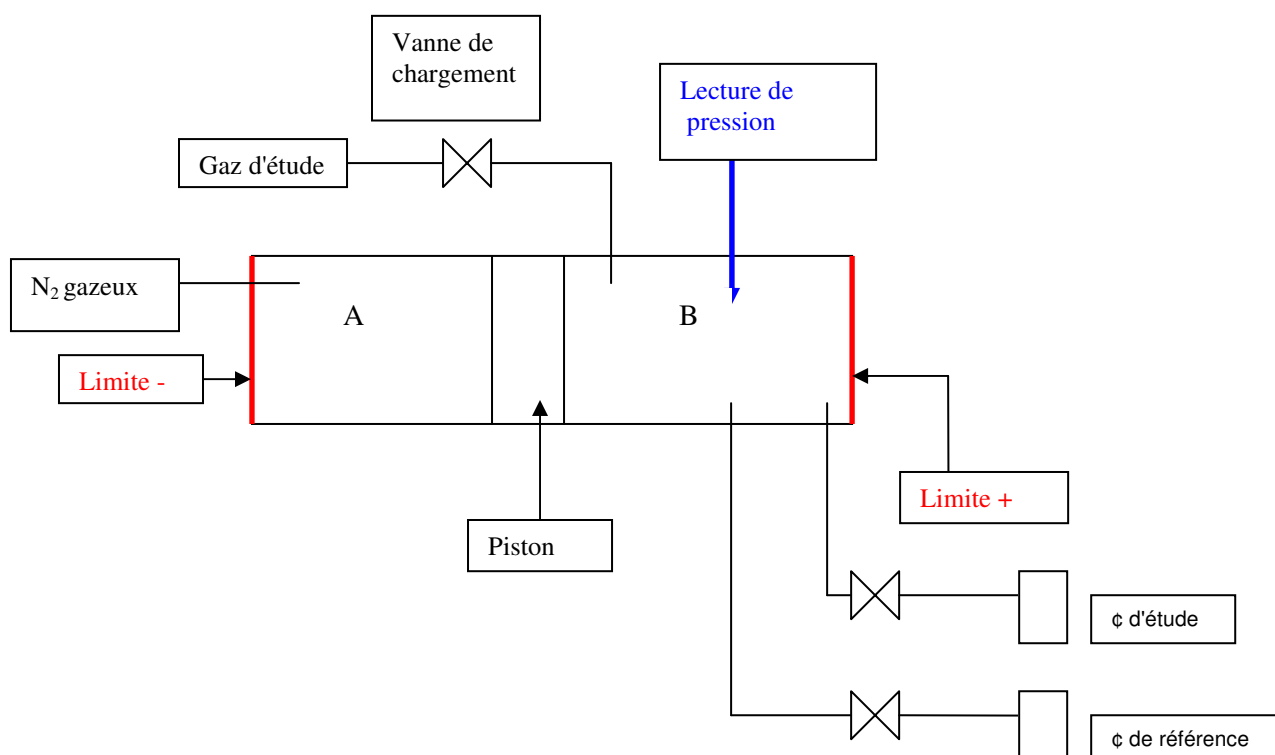 Vanne de
chargement
Lecture de
pression
Gaz d'étude
N₂ gazeux
A
B
Limite -
Limite +
Piston
¢ d'étude
¢ de référence